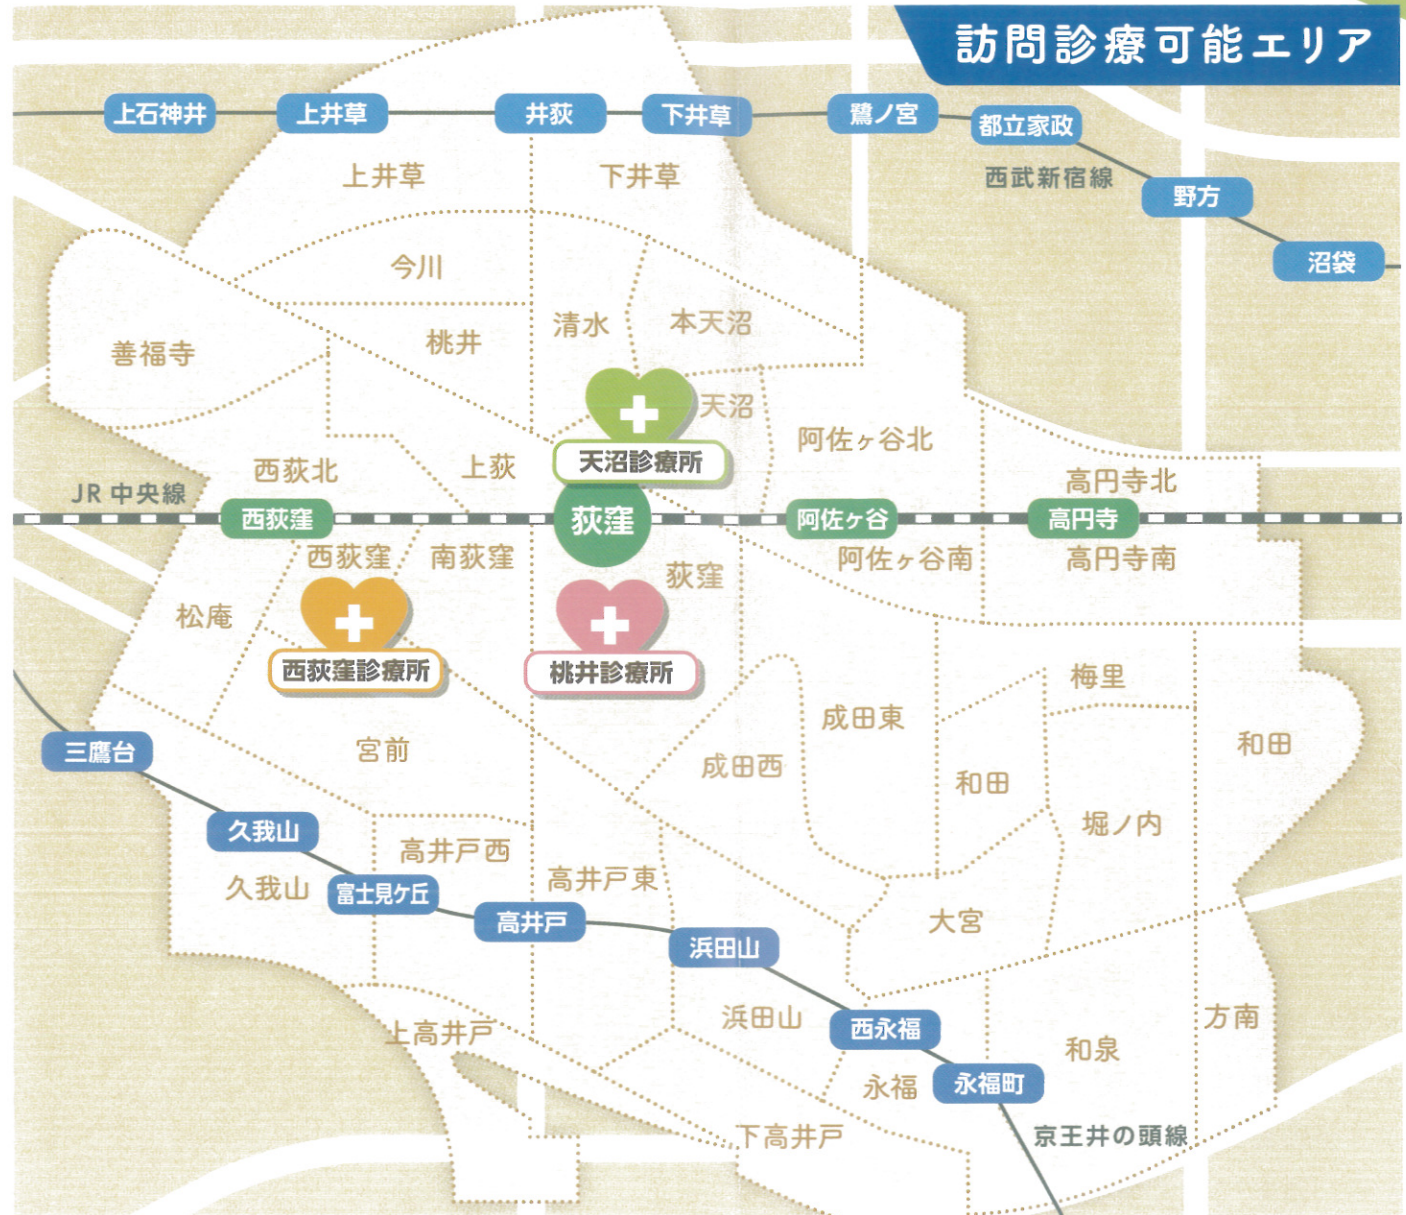 訪問診療可能エリア
上石神井
上井草
井荻
下井草
鷺ノ宮
都立家政
西武新宿線
野方
沼袋
上井草
下井草
今川
清水
本天沼
桃井
善福寺
天沼
阿佐ヶ谷北
天沼診療所
西荻北
上荻
高円寺北
JR 中央線
西荻窪
荻窪
阿佐ヶ谷
高円寺
西荻窪
南荻窪
荻窪
阿佐ヶ谷南
高円寺南
松庵
西荻窪診療所
桃井診療所
梅里
成田東
和田
三鷹台
宮前
成田西
和田
久我山
堀ノ内
高井戸西
高井戸東
久我山
富士見ケ丘
高井戸
大宮
浜田山
浜田山
西永福
方南
上高井戸
和泉
永福
永福町
下高井戸
京王井の頭線